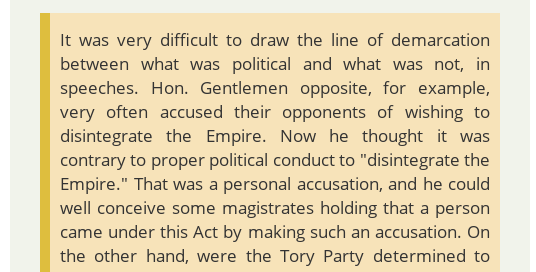 It was very difficult to draw the line of demarcation
between what was political and what was not, in
speeches. Hon. Gentlemen opposite, for example,
very often accused their opponents of wishing to
disintegrate the Empire. Now he thought it was
contrary to proper political conduct to "disintegrate the
Empire." That was a personal accusation, and he could
well conceive some magistrates holding that a person
came under this Act by making such an accusation. On
the other hand, were the Tory Party determined to